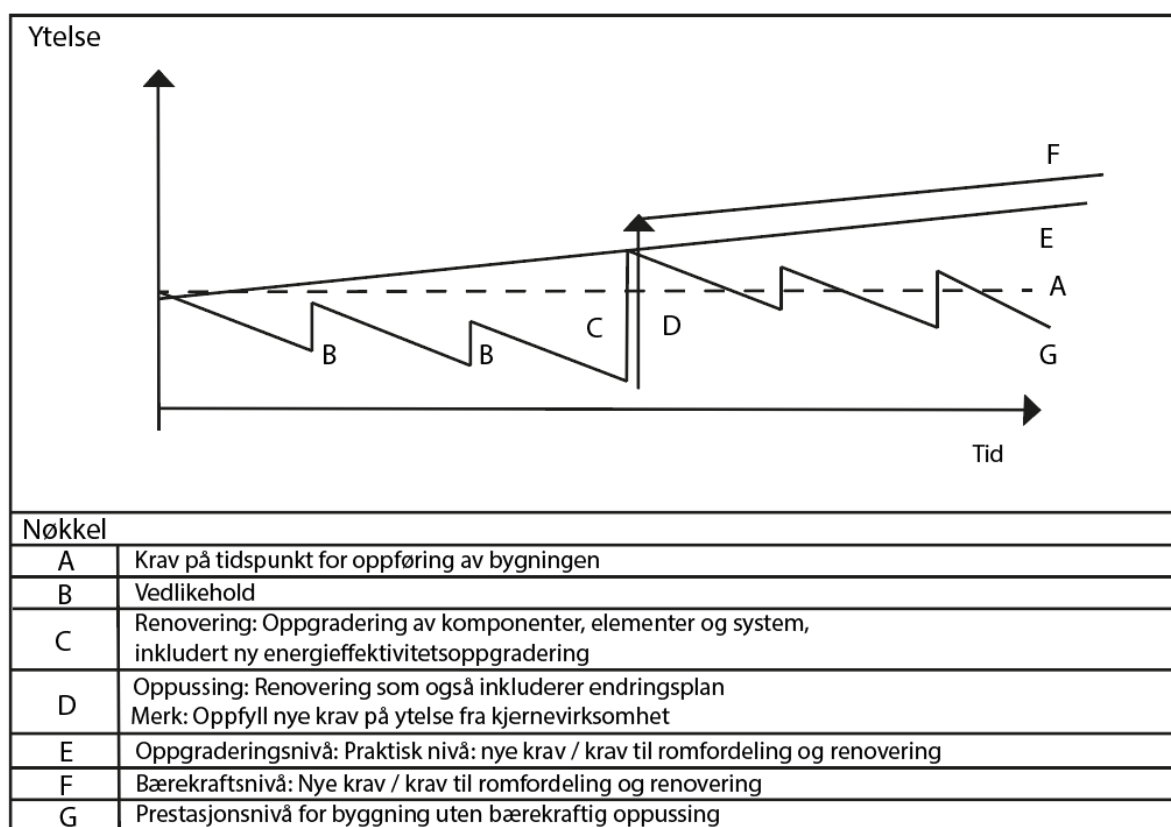 Ytelse
F
E
A
C
D
B
B
G
Tid
Nøkkel
A Krav på tidspunkt for oppføring av bygningen
B Vedlikehold
C Renovering: Oppgradering av komponenter, elementer og system,
inkludert ny energieffektivitetsoppgradering
D Oppussing: Renovering som også inkluderer endringsplan
Merk: Oppfyll nye krav på ytelse fra kjernevirksomhet
E Oppgraderingsnivå: Praktisk nivå: nye krav / krav til romfordeling og renovering
F Bærekraftsnivå: Nye krav / krav til romfordeling og renovering
G Prestasjonsnivå for byggning uten bærekraftig oppussing